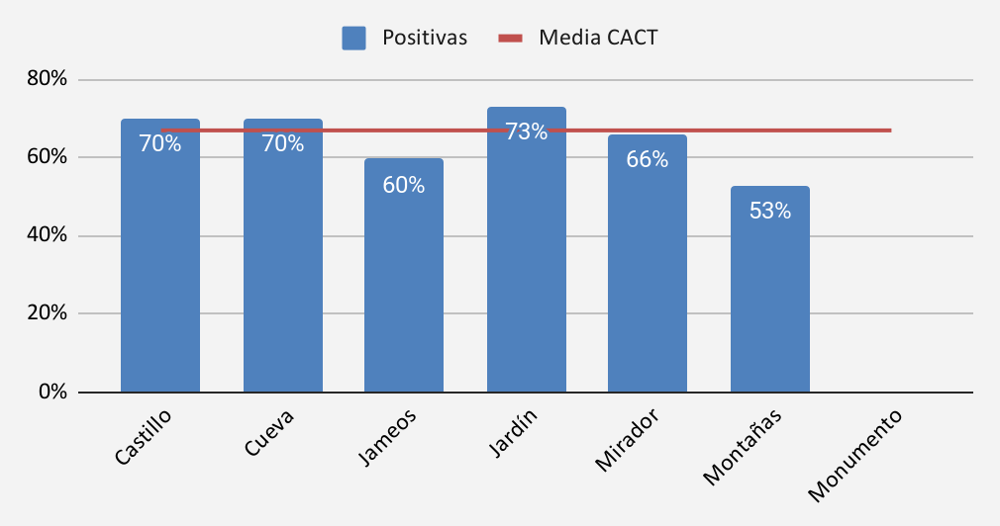 Positivas
Media CACT
80%
60%
40%
20%
0%
70%
70%
60%
73%
66%
53%
Castillo
Cueva
Jameos
Jardín
Mirador
Montañas
Monumento